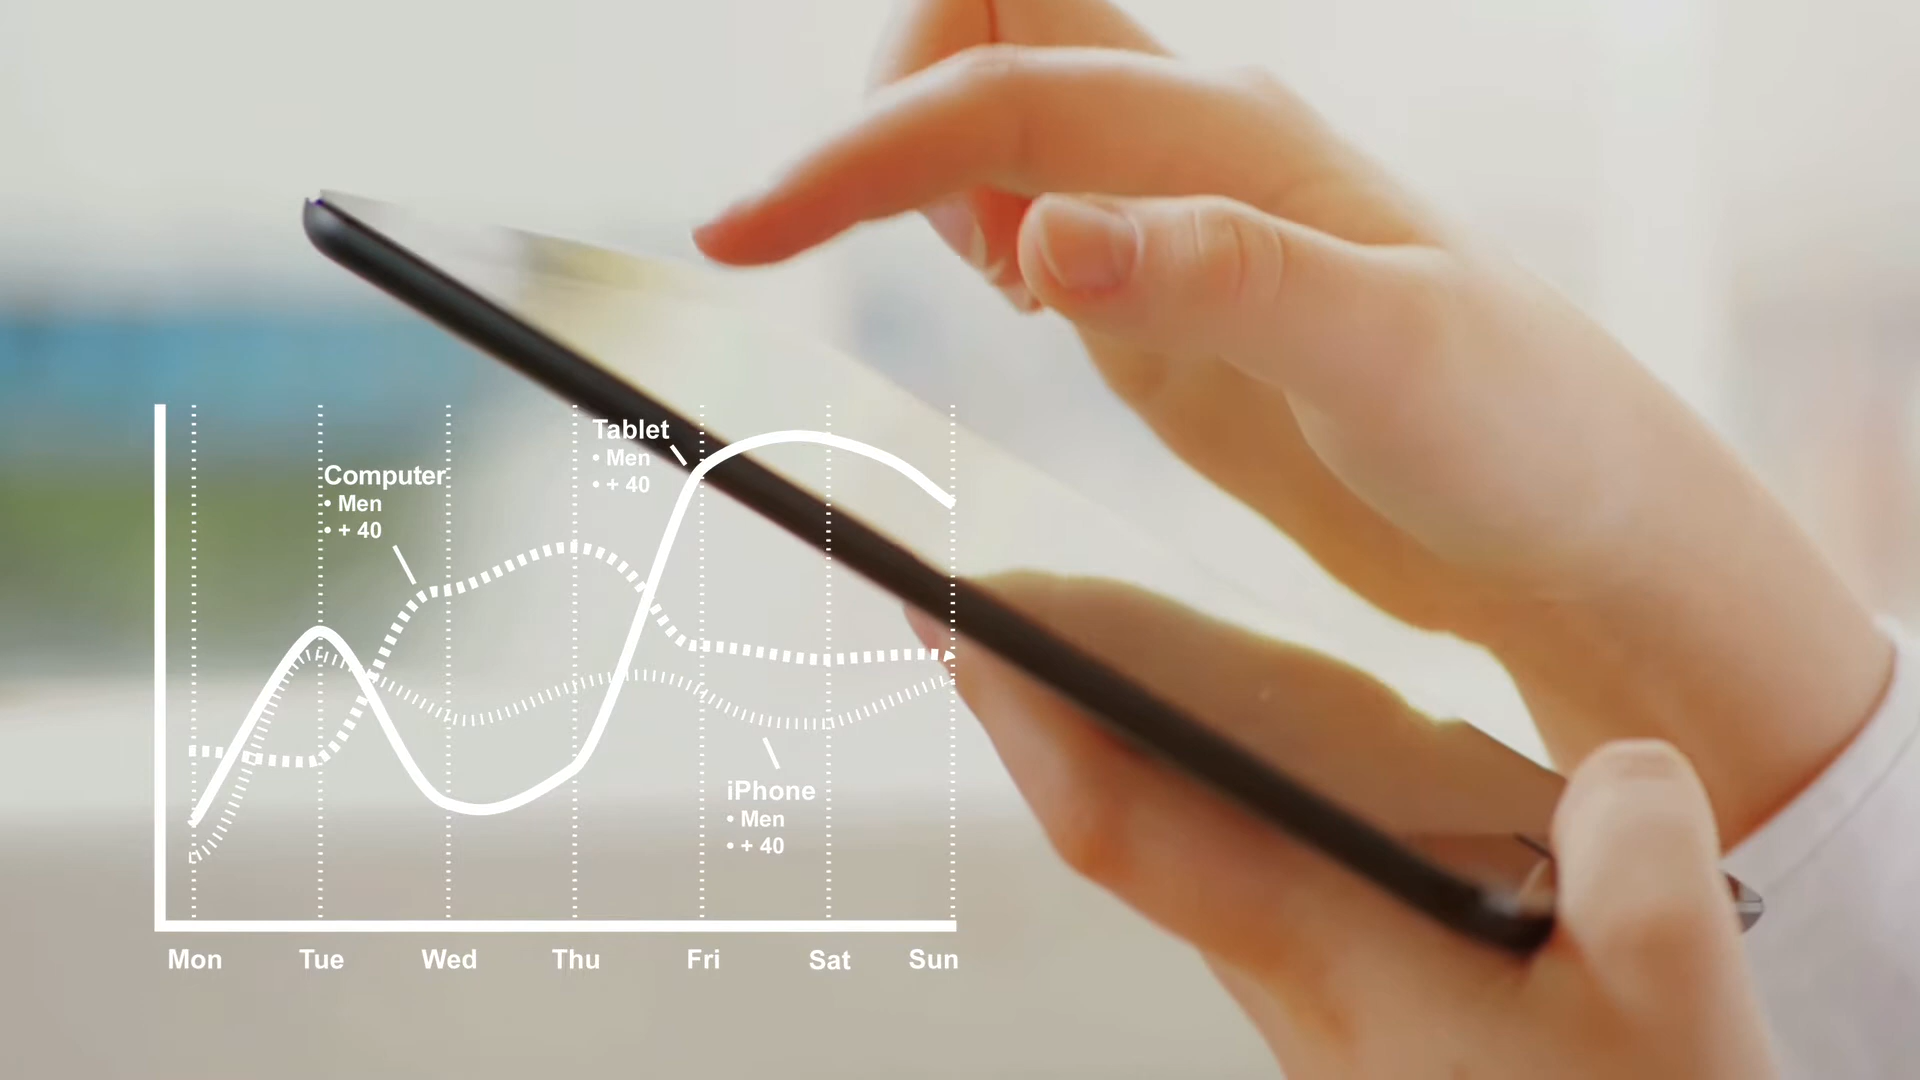 Tablet
• Men
• + 40
Computer
• Men
• + 40
iPhone
• Men
• + 40
Mon Tue Wed Thu Fri Sat Sun